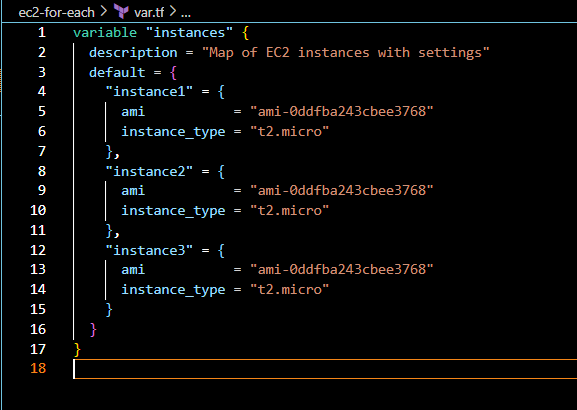 ec2-for-each > var.tf > ...
1 variable "instances" {
2   description = "Map of EC2 instances with settings"
3   default = {
4     "instance1" = {
5       ami           = "ami-0ddfba243cbee3768"
6       instance_type = "t2.micro"
7     },
8     "instance2" = {
9       ami           = "ami-0ddfba243cbee3768"
10       instance_type = "t2.micro"
11     },
12     "instance3" = {
13       ami           = "ami-0ddfba243cbee3768"
14       instance_type = "t2.micro"
15     }
16   }
17 }
18